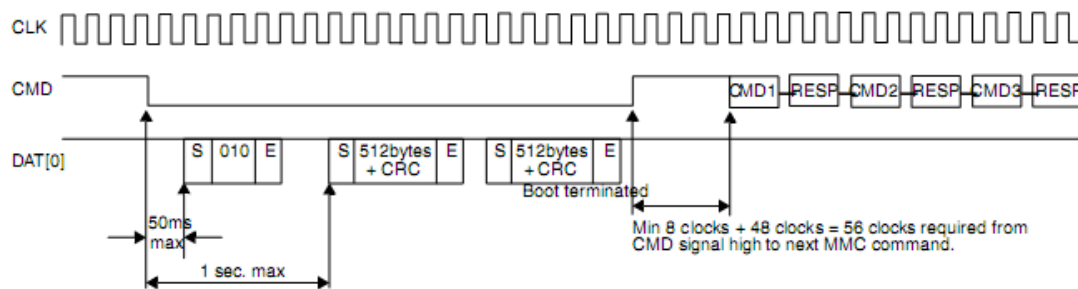 CLK
CMD
CMD1
RESP
CMD2
RESP
CMD3
RESP
DAT[0]
S 010 E
S 512bytes + CRC E
S 512bytes + CRC E
Boot terminated
50ms
max
Min 8 clocks + 48 clocks = 56 clocks required from
CMD signal high to next MMC command.
1 sec. max